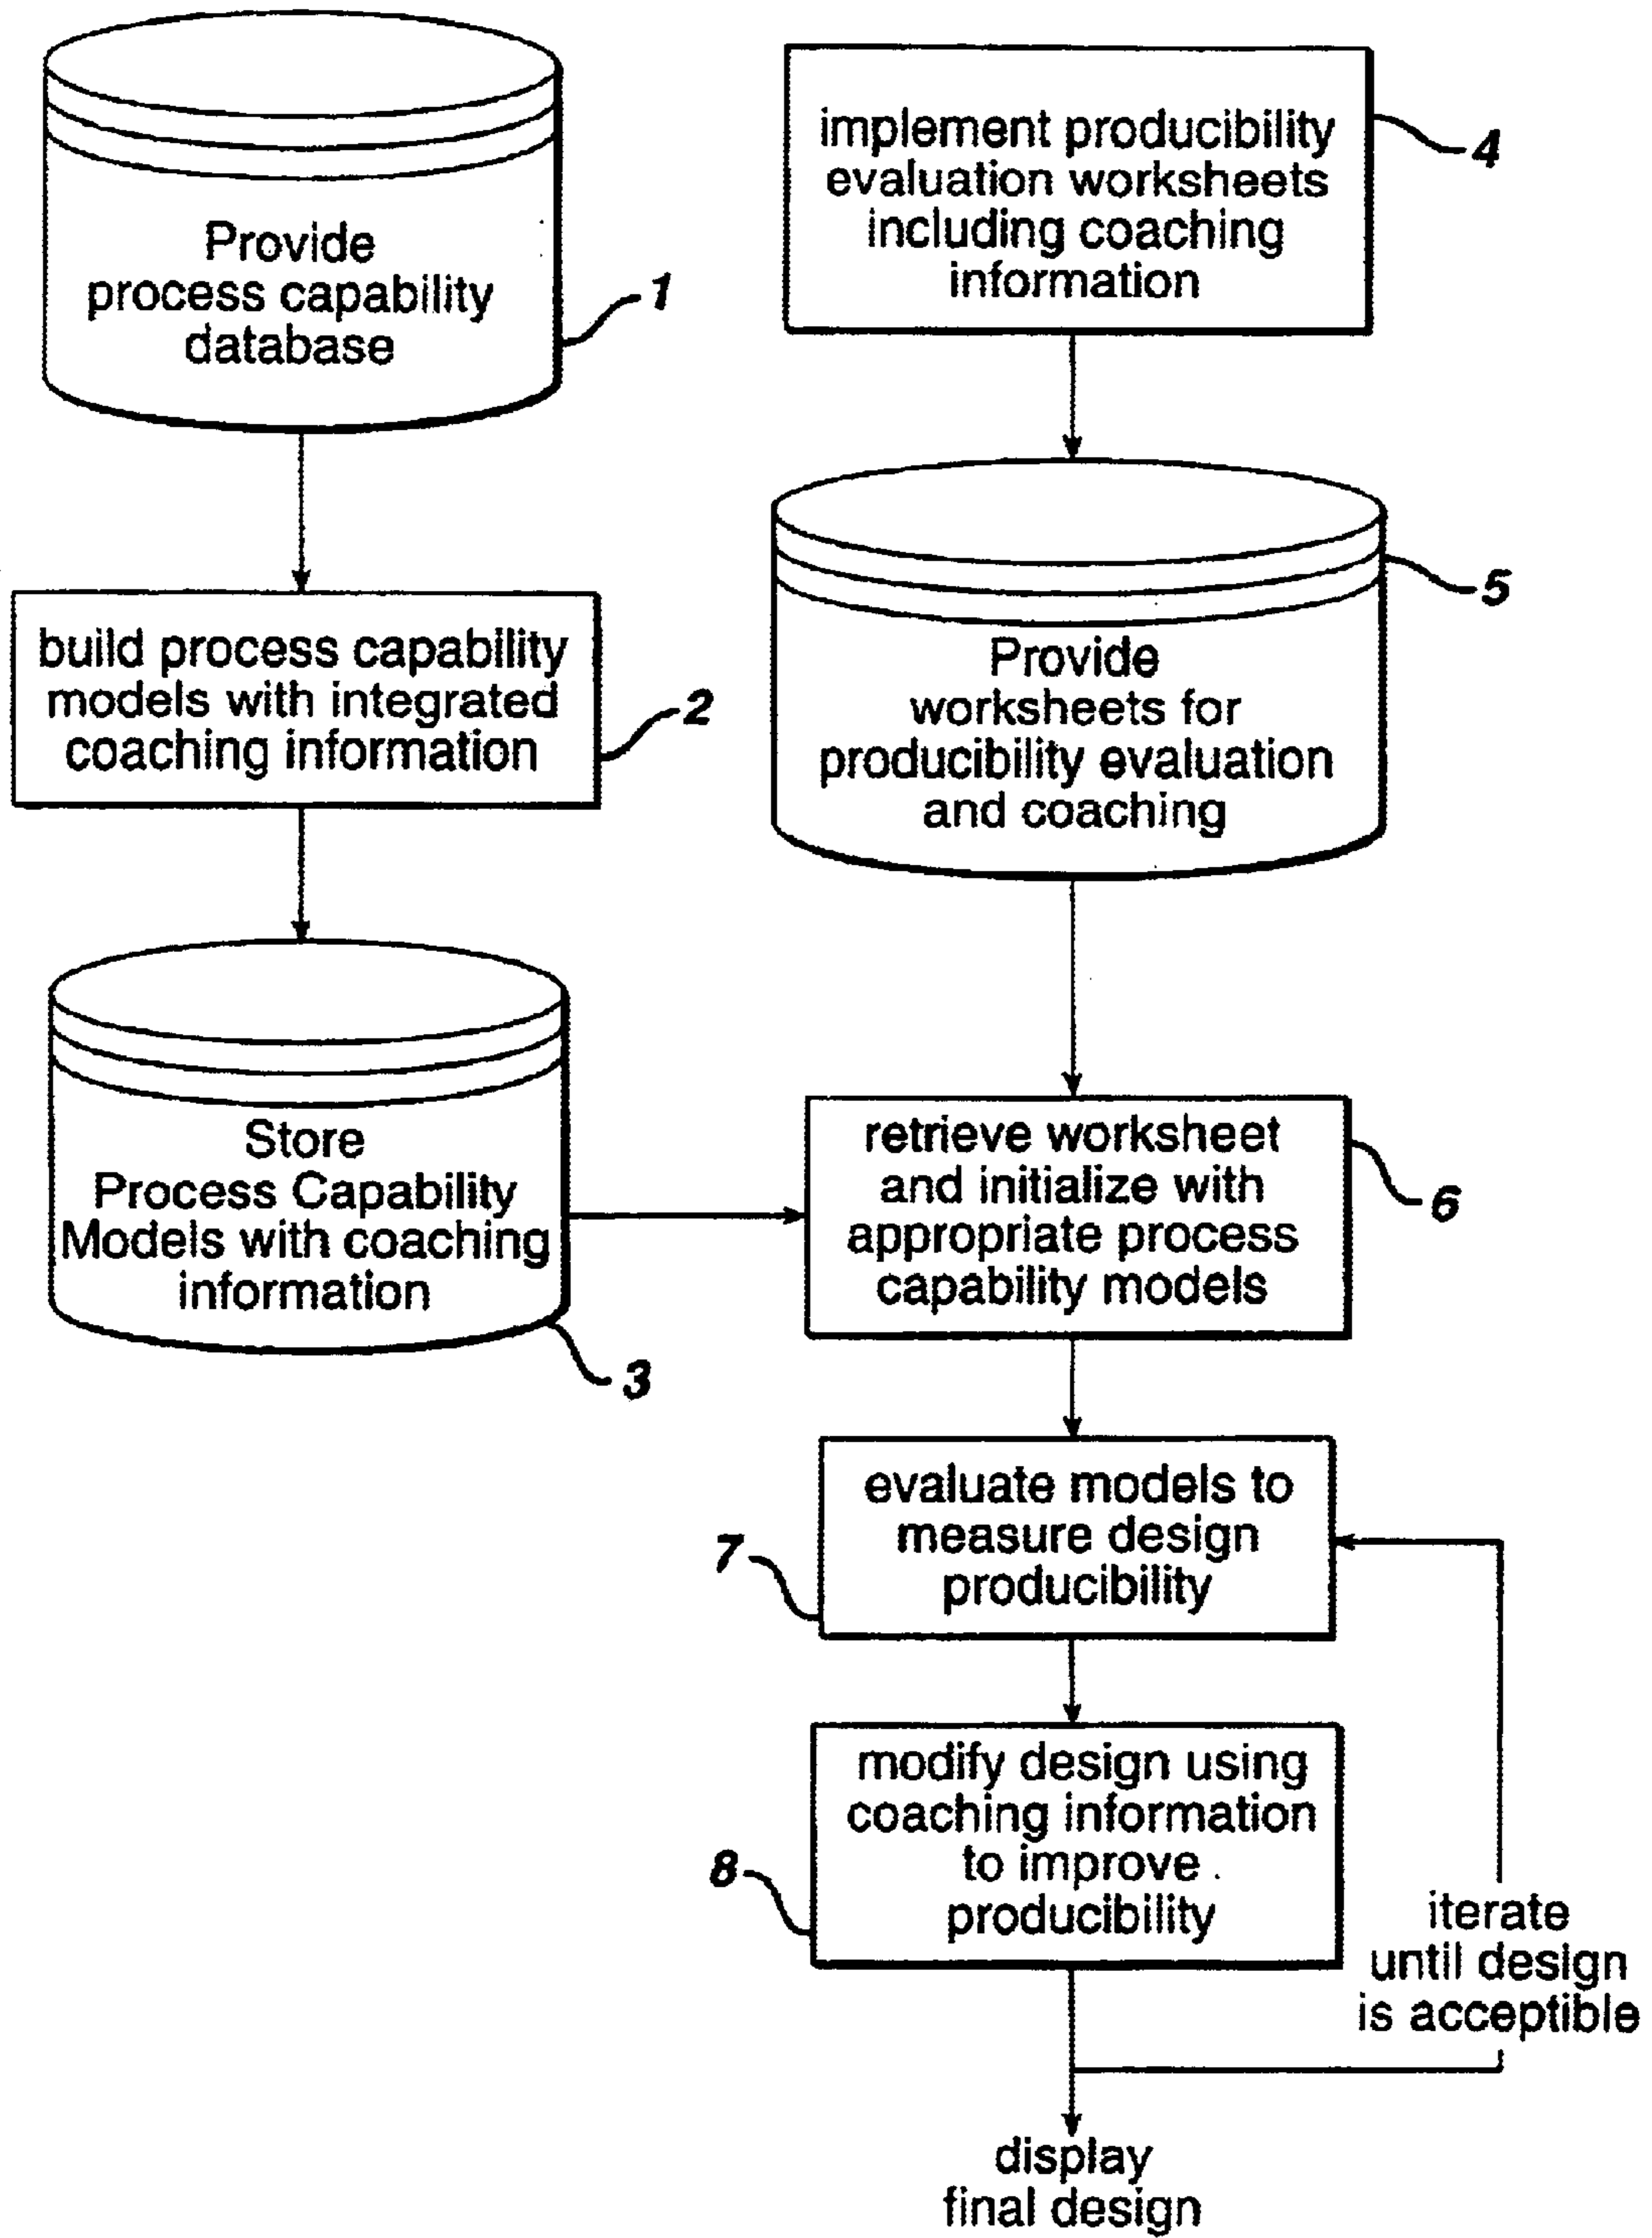 Provide
process capability
database
1
build process capability
models with integrated
coaching information
2
Store
Process Capability
Models with coaching
information
3
implement producibility
evaluation worksheets
including coaching
information
4
Provide
worksheets for
producibility evaluation
and coaching
5
retrieve worksheet
and initialize with
appropriate process
capability models
6
evaluate models to
measure design
producibility
7
modify design using
coaching information
to improve
producibility
8
iterate
until design
is acceptible
display
final design